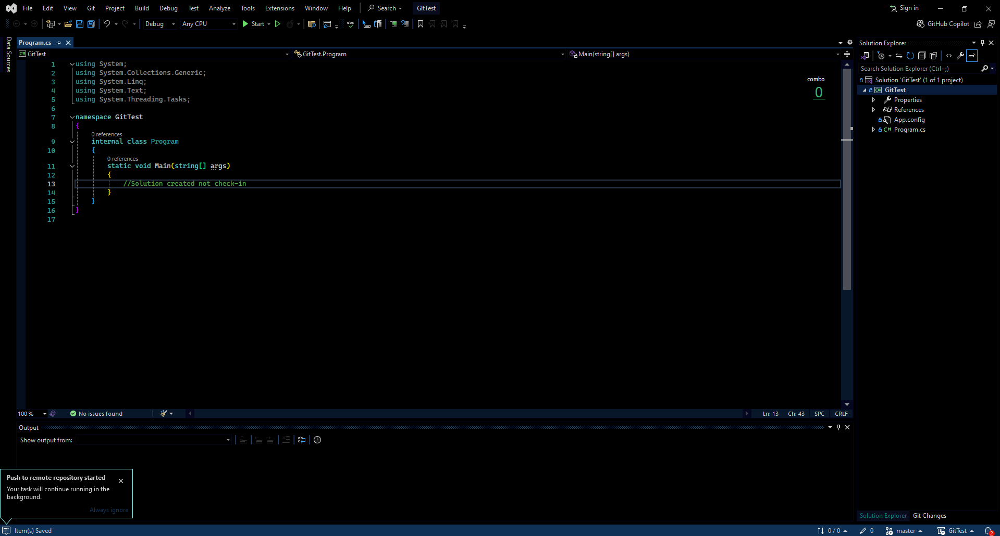 File Edit View Git Project Build Debug Test Analyze Tools Extensions Window Help Search GitTest Sign in
Debug Any CPU Start GitHub Copilot
Data Sources
Program.cs
GitTest GitTest.Program Main(string[] args)
1 using System;
2 using System.Collections.Generic;
3 using System.Linq;
4 using System.Text;
5 using System.Threading.Tasks;
6
7 namespace GitTest
8 {
0 references
9 internal class Program
10 {
0 references
11 static void Main(string[] args)
12 {
13 //Solution created not check-in
14 }
15 }
16 }
17
combo
0
100 % No issues found Ln: 13 Ch: 43 SPC CRLF
Output
Show output from:
Push to remote repository started
Your task will continue running in the
background.
Always ignore
Solution Explorer
Search Solution Explorer (Ctrl+;)
Solution 'GitTest' (1 of 1 project)
GitTest
Properties
References
App.config
Program.cs
Solution Explorer Git Changes
Item(s) Saved 0 / 0 0 master GitTest 2